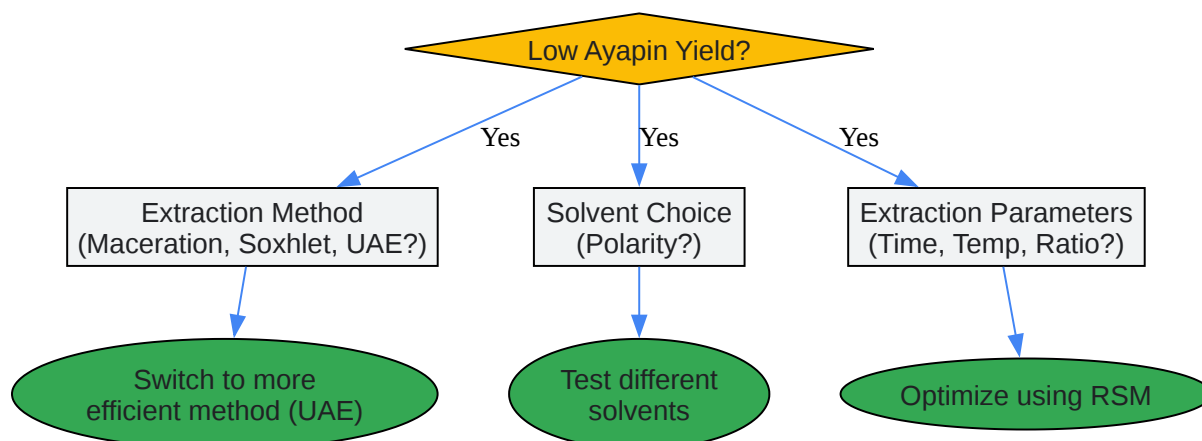 Low Ayapin Yield?
Yes
Yes
Yes
Extraction Method
(Maceration, Soxhlet, UAE?)
Solvent Choice
(Polarity?)
Extraction Parameters
(Time, Temp, Ratio?)
Switch to more
efficient method (UAE)
Test different
solvents
Optimize using RSM